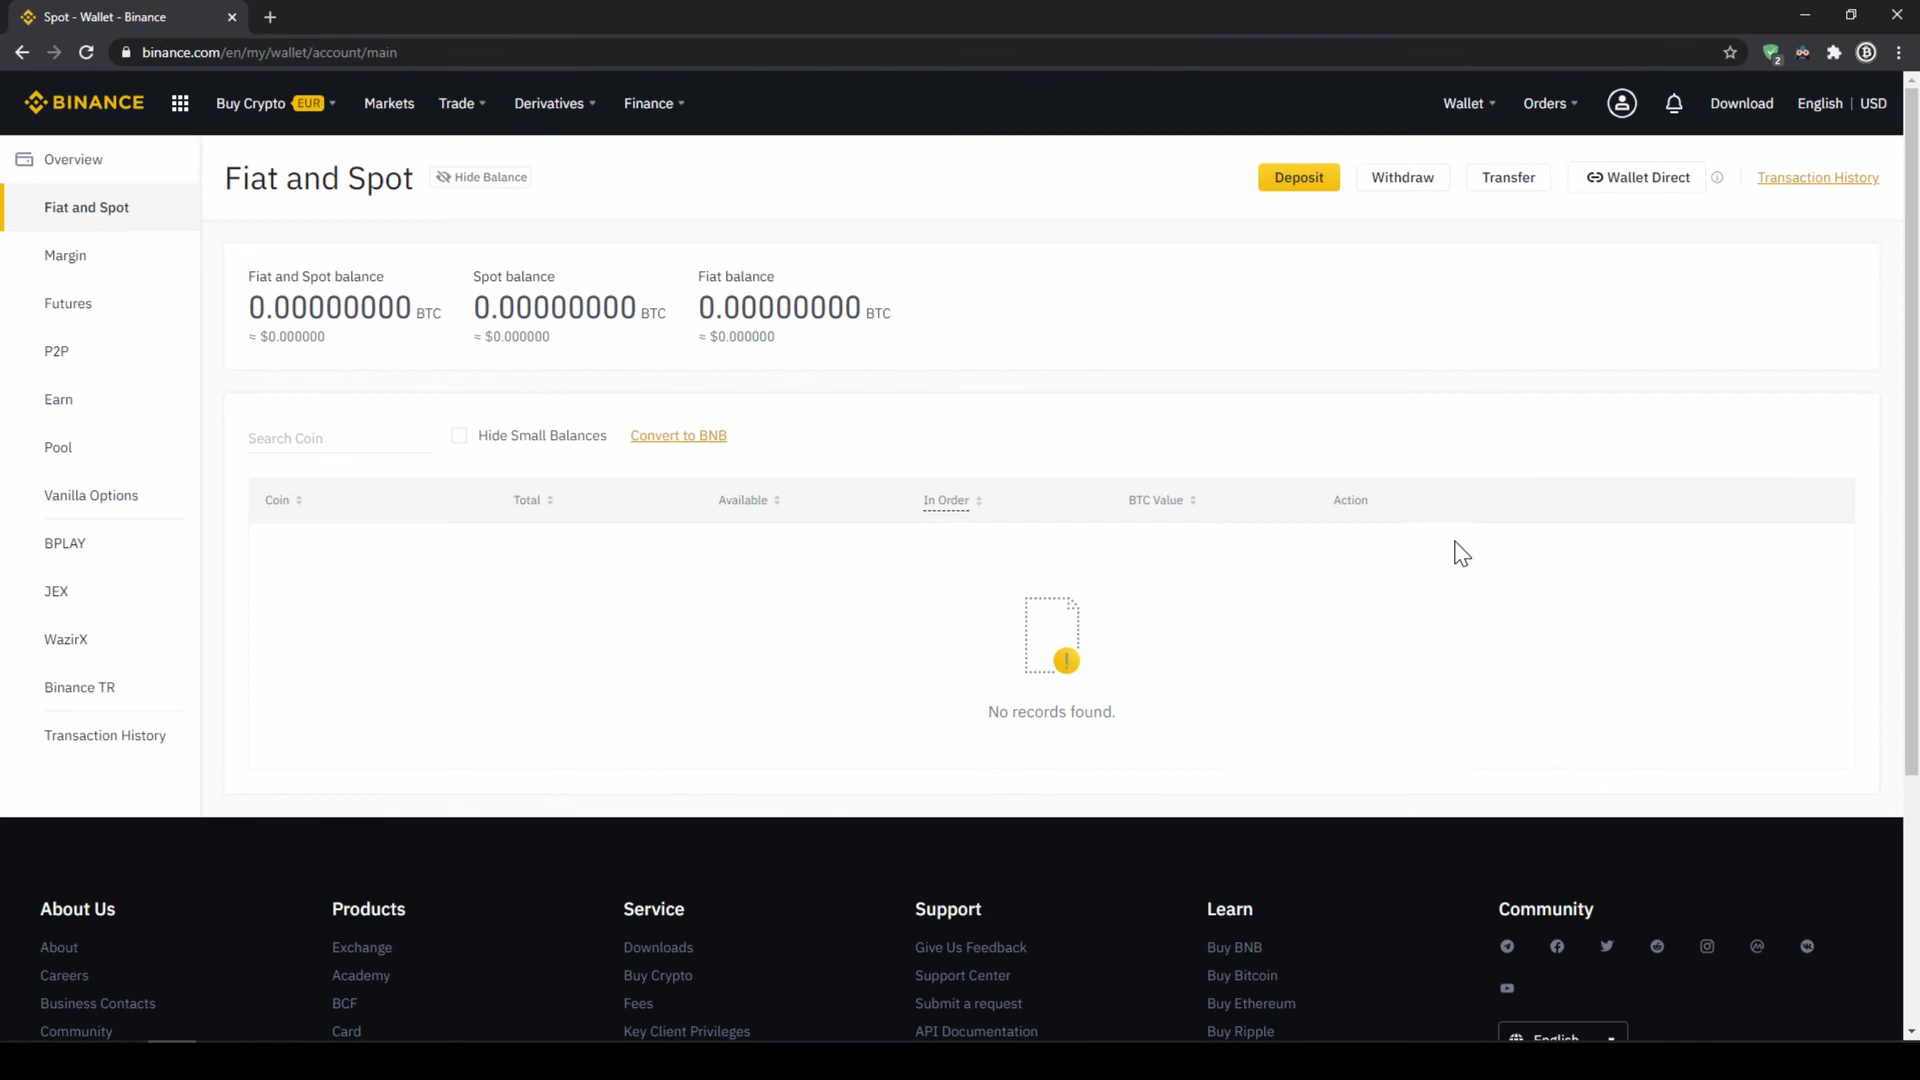 Spot - Wallet - Binance
binance.com/en/my/wallet/account/main
2
BINANCE
Buy Crypto EUR
Markets
Trade
Derivatives
Finance
Wallet
Orders
Download
English | USD
Overview
Fiat and Spot
Margin
Futures
P2P
Earn
Pool
Vanilla Options
BPLAY
JEX
WazirX
Binance TR
Transaction History
Fiat and Spot
Hide Balance
Deposit
Withdraw
Transfer
Wallet Direct
Transaction History
Fiat and Spot balance
0.00000000 BTC
≈ $0.000000
Spot balance
0.00000000 BTC
≈ $0.000000
Fiat balance
0.00000000 BTC
≈ $0.000000
Search Coin
Hide Small Balances
Convert to BNB
Coin
Total
Available
In Order
BTC Value
Action
!
No records found.
About Us
About
Careers
Business Contacts
Community
Products
Exchange
Academy
BCF
Card
Service
Downloads
Buy Crypto
Fees
Key Client Privileges
Support
Give Us Feedback
Support Center
Submit a request
API Documentation
Learn
Buy BNB
Buy Bitcoin
Buy Ethereum
Buy Ripple
Community
English